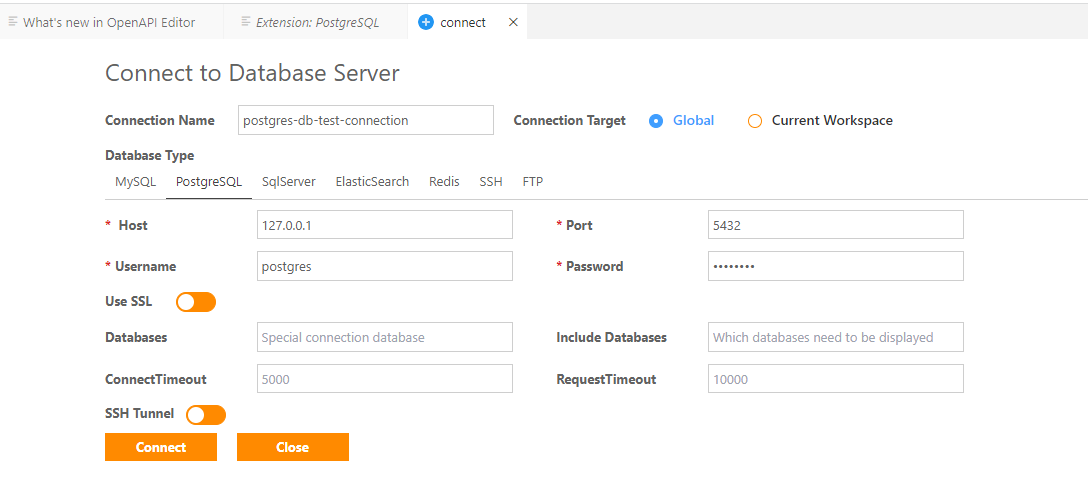 What's new in OpenAPI Editor Extension: PostgreSQL connect
Connect to Database Server
Connection Name postgres-db-test-connection Connection Target Global Current Workspace
Database Type
MySQL PostgreSQL SqlServer ElasticSearch Redis SSH FTP
* Host 127.0.0.1 * Port 5432
* Username postgres * Password ••••••••
Use SSL
Databases Special connection database Include Databases Which databases need to be displayed
ConnectTimeout 5000 RequestTimeout 10000
SSH Tunnel
Connect Close